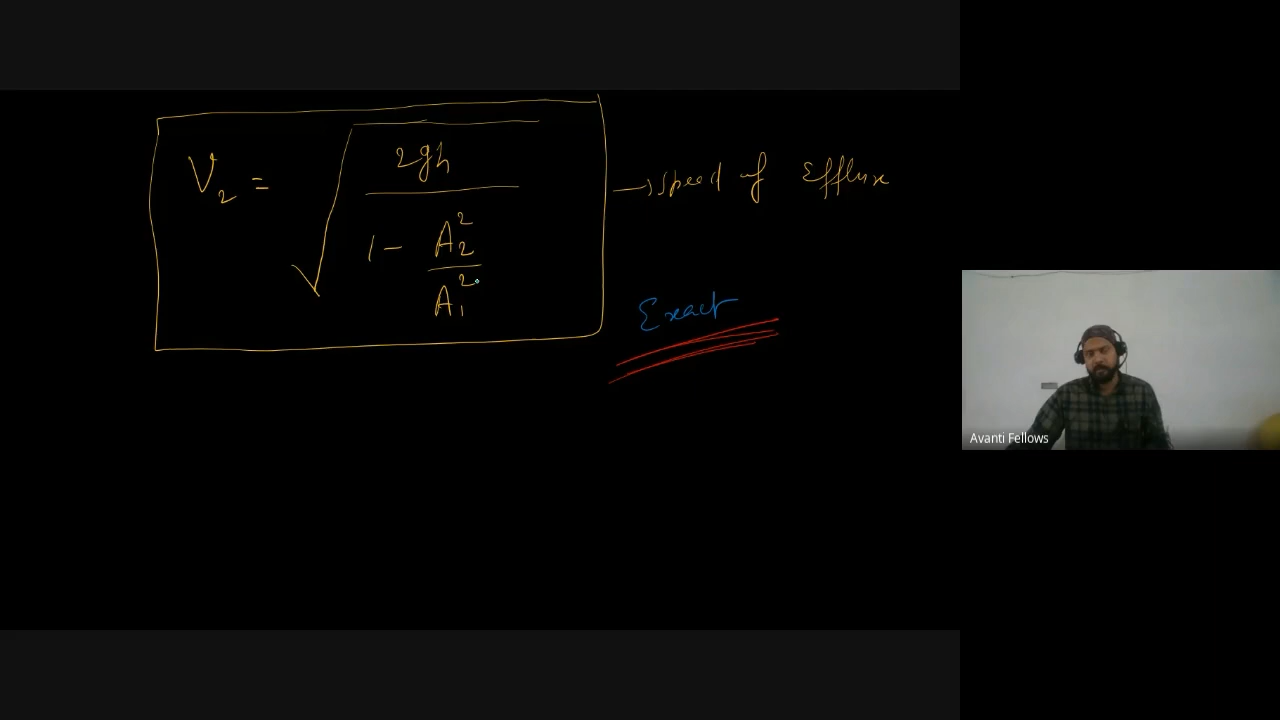 V₂ = √(2gh / (1 - A₂² / A₁²)) → Speed of Efflux
Exact
Avanti Fellows